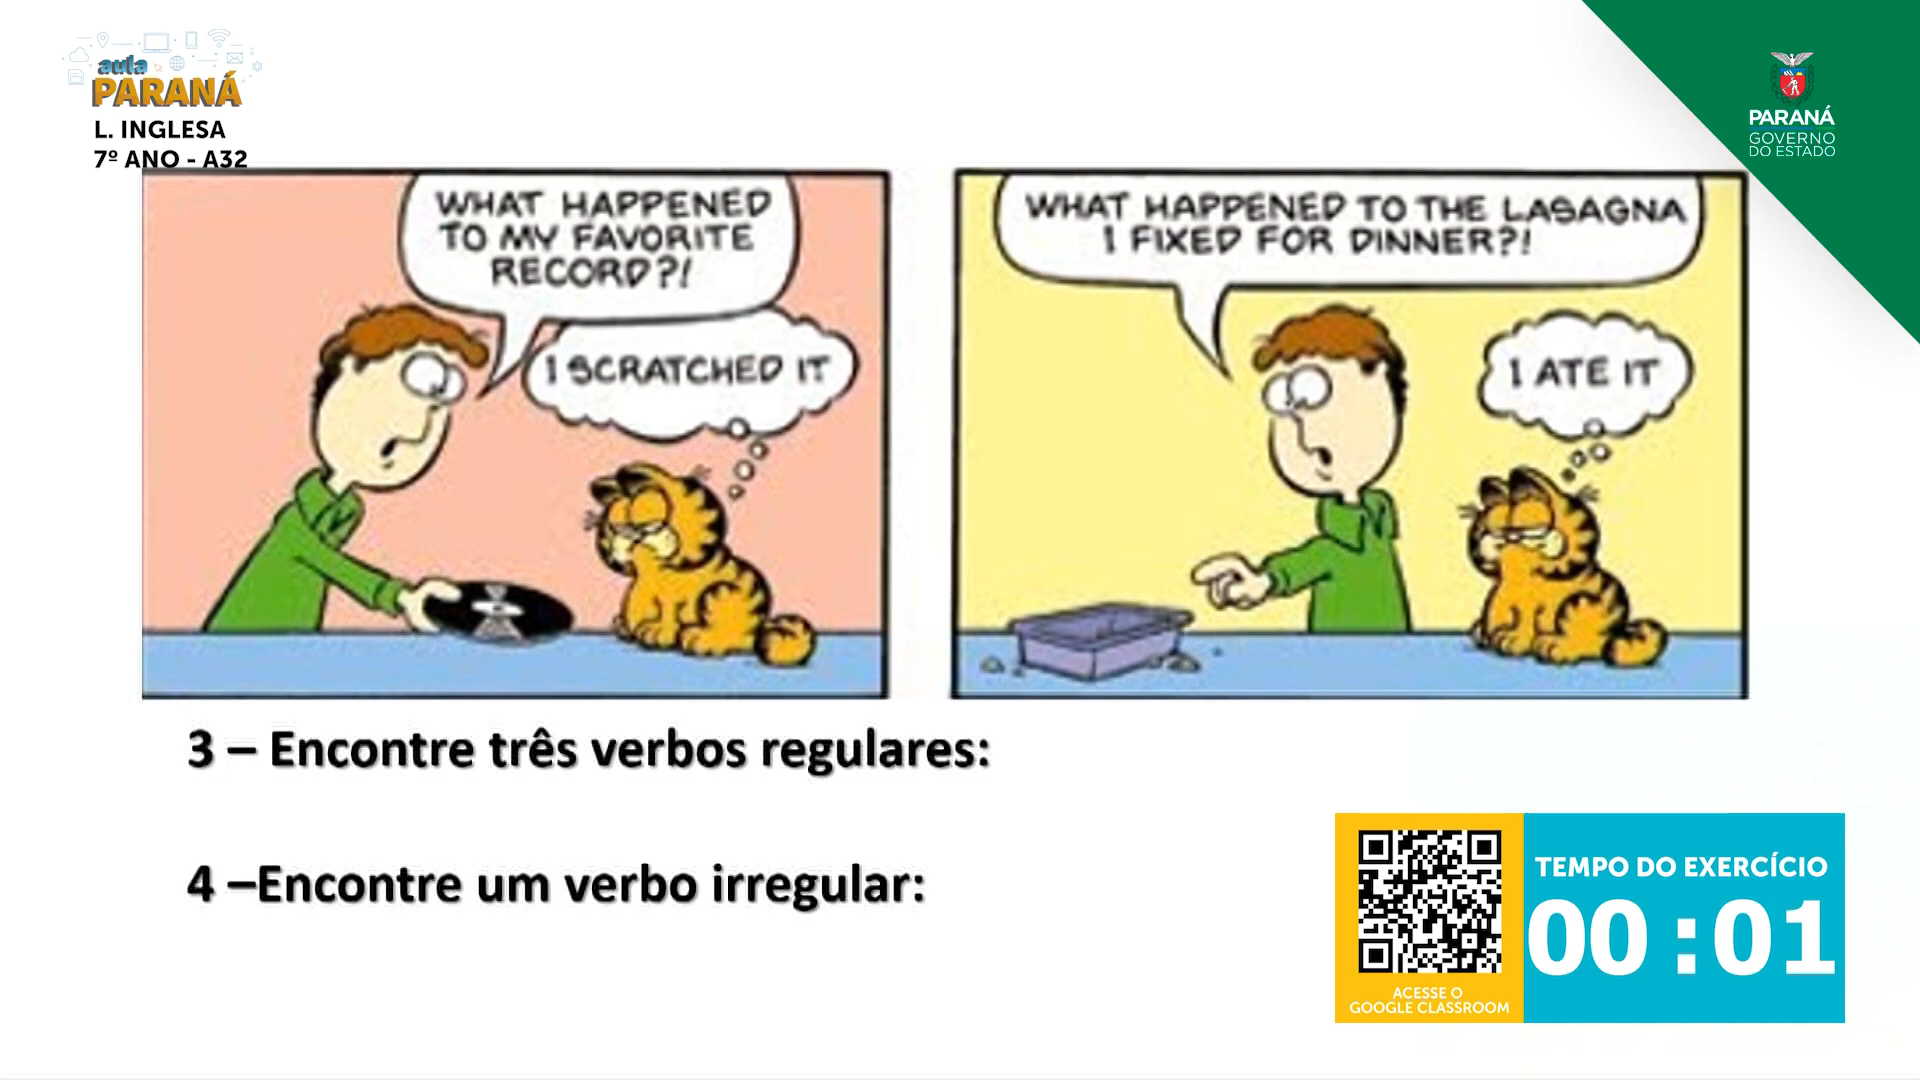 aula
PARANÁ
L. INGLESA
7º ANO - A32
PARANÁ
GOVERNO
DO ESTADO
WHAT HAPPENED
TO MY FAVORITE
RECORD?!
I SCRATCHED IT
WHAT HAPPENED TO THE LASAGNA
I FIXED FOR DINNER?!
I ATE IT
3 – Encontre três verbos regulares:
4 –Encontre um verbo irregular:
ACESSE O
GOOGLE CLASSROOM
TEMPO DO EXERCÍCIO
00 :01